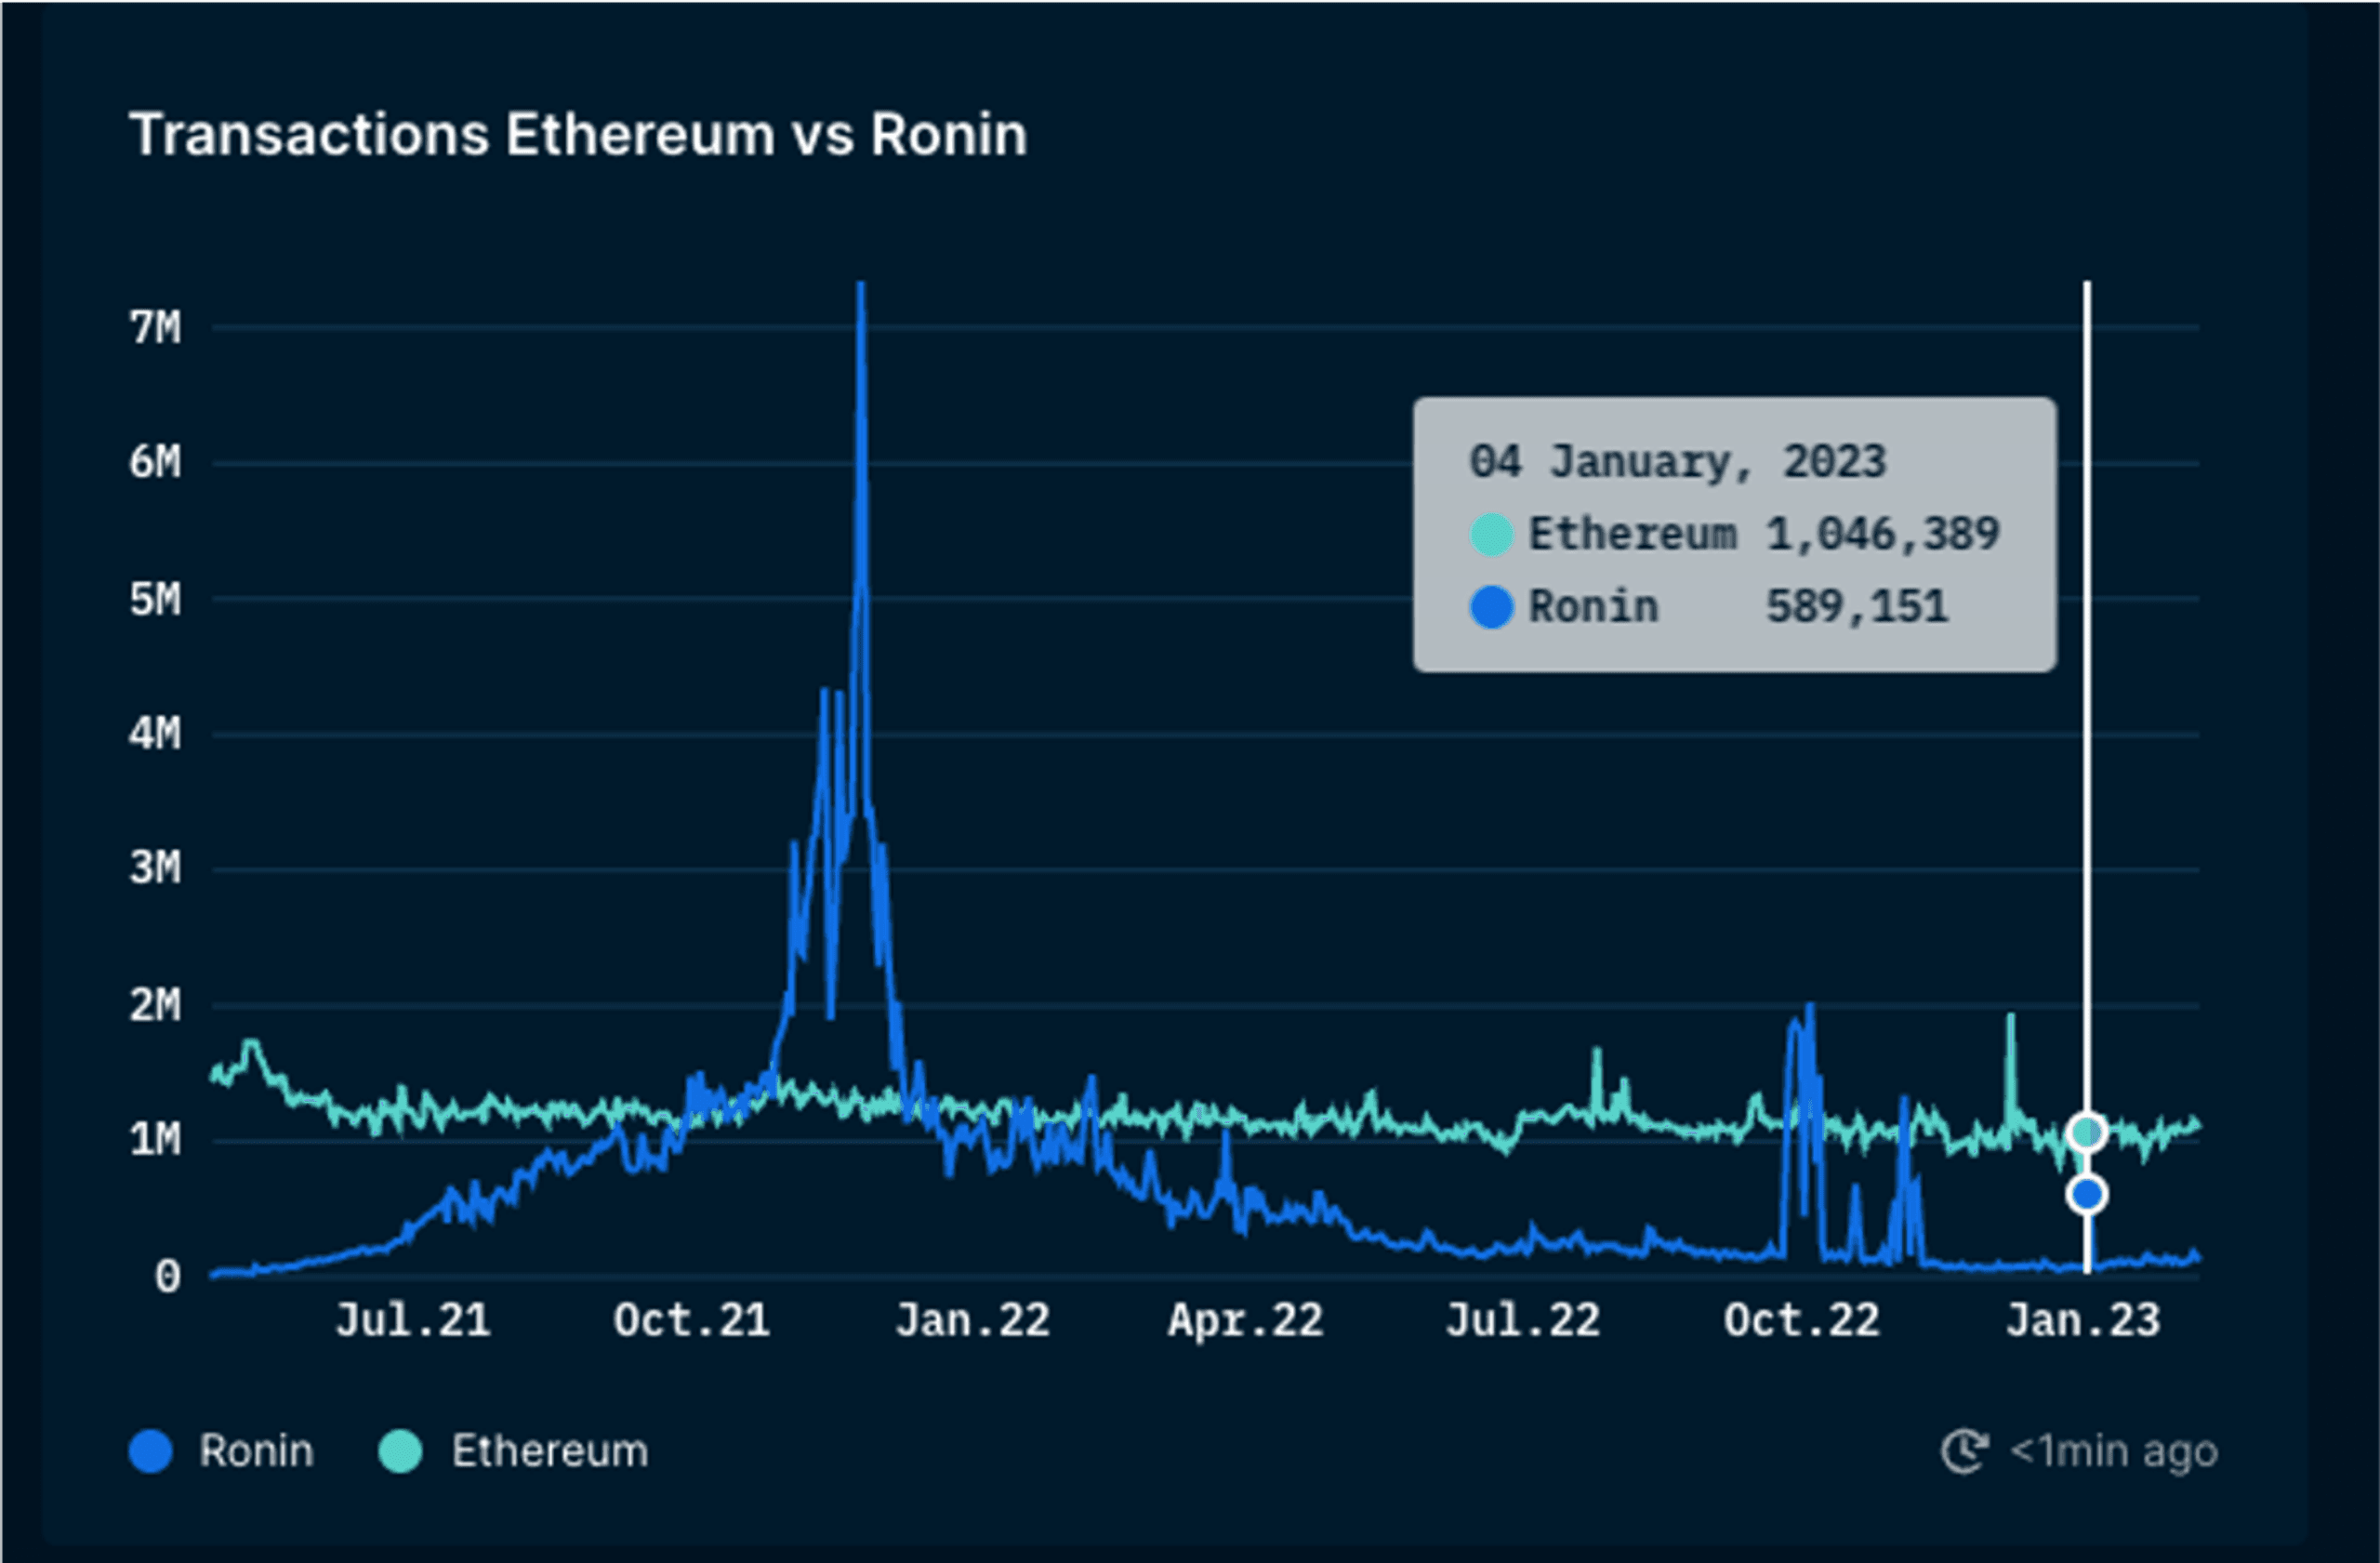 Transactions Ethereum vs Ronin
7M
6M
5M
4M
3M
2M
1M
0
04 January, 2023
Ethereum 1,046,389
Ronin 589,151
Jul.21 Oct.21 Jan.22 Apr.22 Jul.22 Oct.22 Jan.23
Ronin Ethereum <1min ago